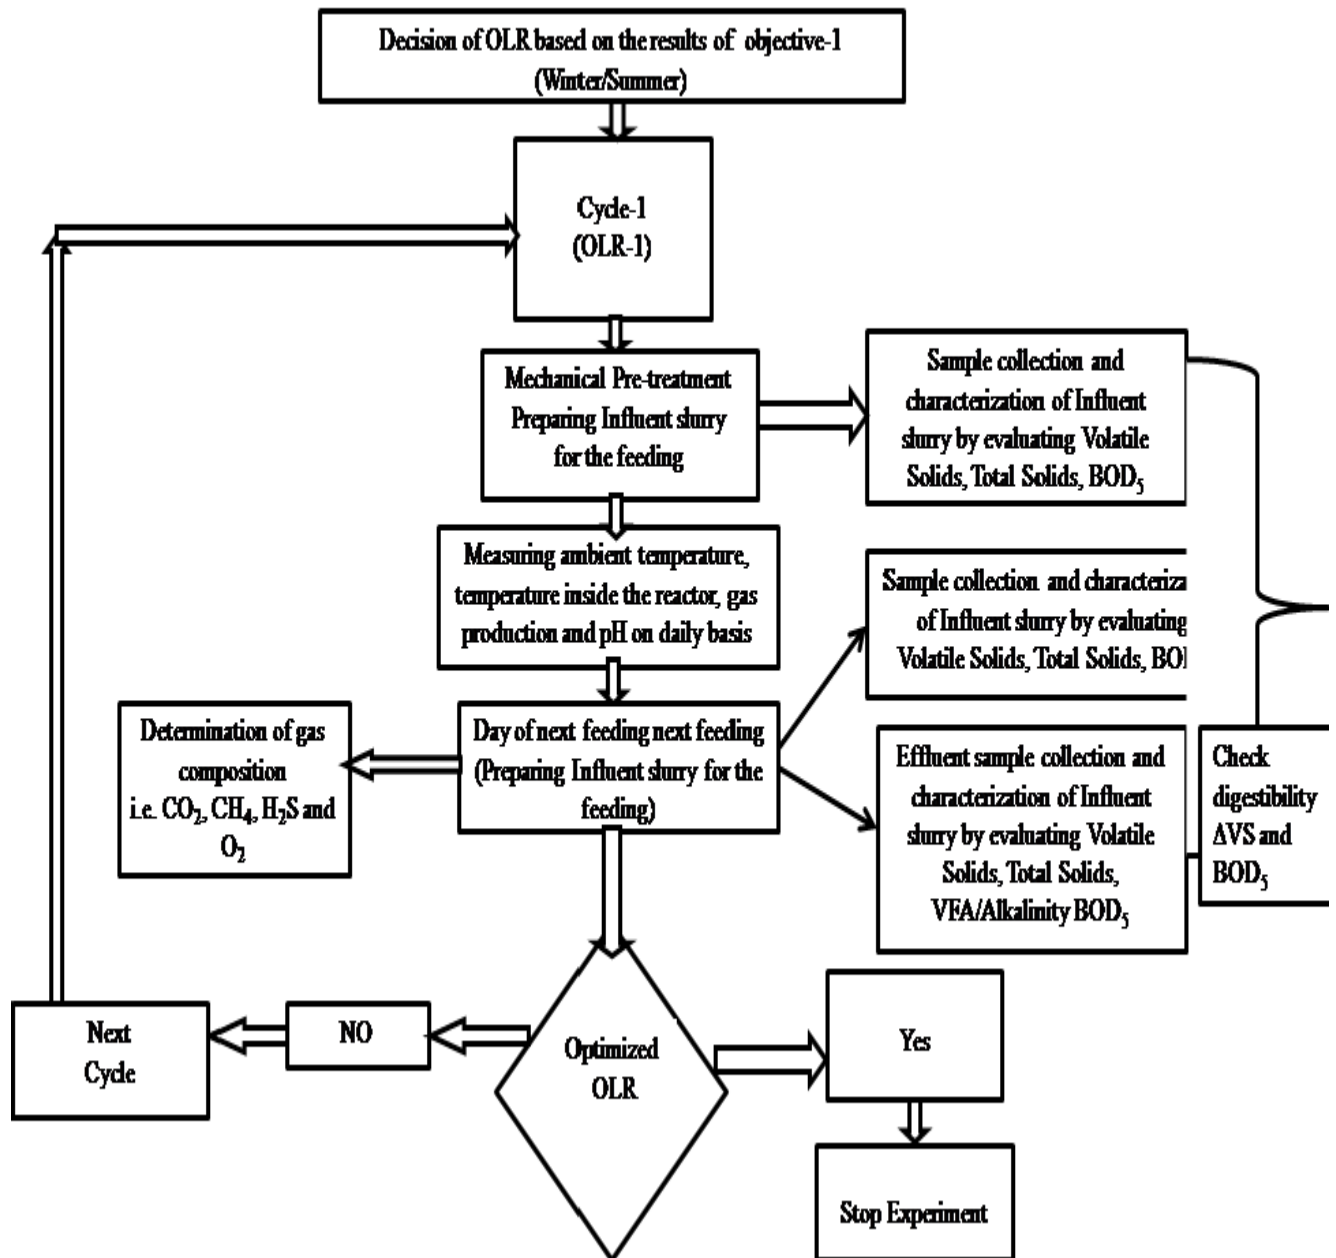 Decision of OLR based on the results of objective-1
(Winter/Summer)
Cycle-1
(OLR-1)
Mechanical Pre-treatment
Preparing Influent slurry
for the feeding
Sample collection and
characterization of Influent
slurry by evaluating Volatile
Solids, Total Solids, BOD₅
Measuring ambient temperature,
temperature inside the reactor, gas
production and pH on daily basis
Sample collection and
of Influent slurry by evaluating
Volatile Solids, Total Solids,
Determination of gas
composition
i.e. CO₂, CH₄, H₂S and
O₂
Day of next feeding next feeding
(Preparing Influent slurry for the
feeding)
Effluent sample collection and
characterization of Influent
slurry by evaluating Volatile
Solids, Total Solids,
VFA/Alkalinity BOD₅
Check
digestibility
ΔVS and
BOD₅
Next
Cycle
NO
Optimized
OLR
Yes
Stop Experiment